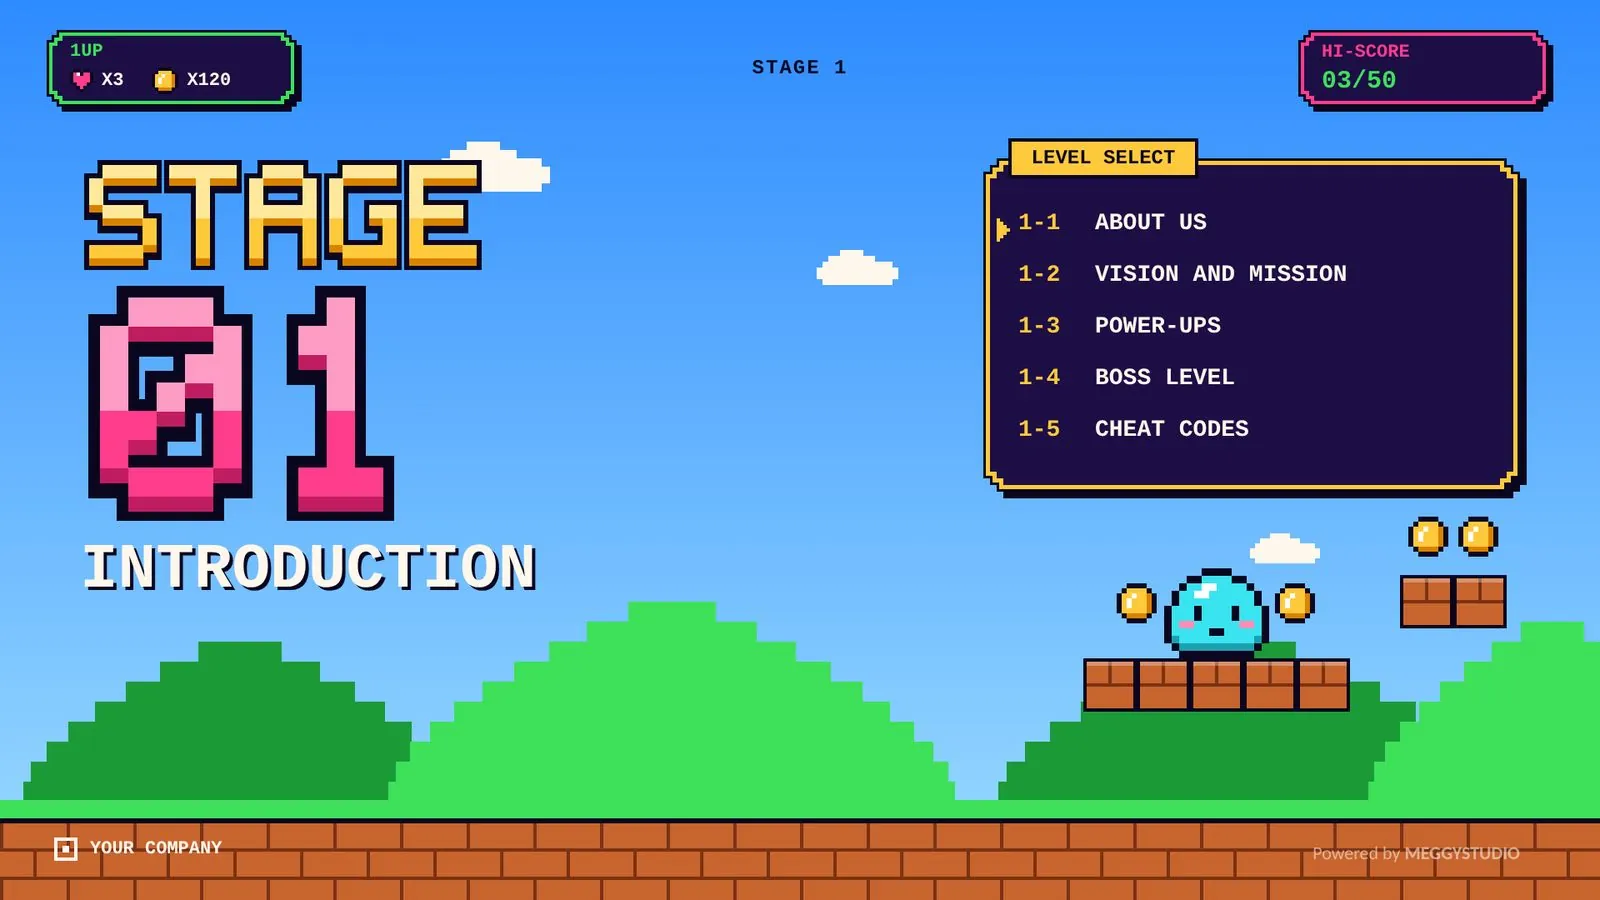 1UP
X3 X120
STAGE 1
HI-SCORE
03/50
STAGE
01
INTRODUCTION
LEVEL SELECT
1-1 ABOUT US
1-2 VISION AND MISSION
1-3 POWER-UPS
1-4 BOSS LEVEL
1-5 CHEAT CODES
YOUR COMPANY
Powered by MEGGYSTUDIO